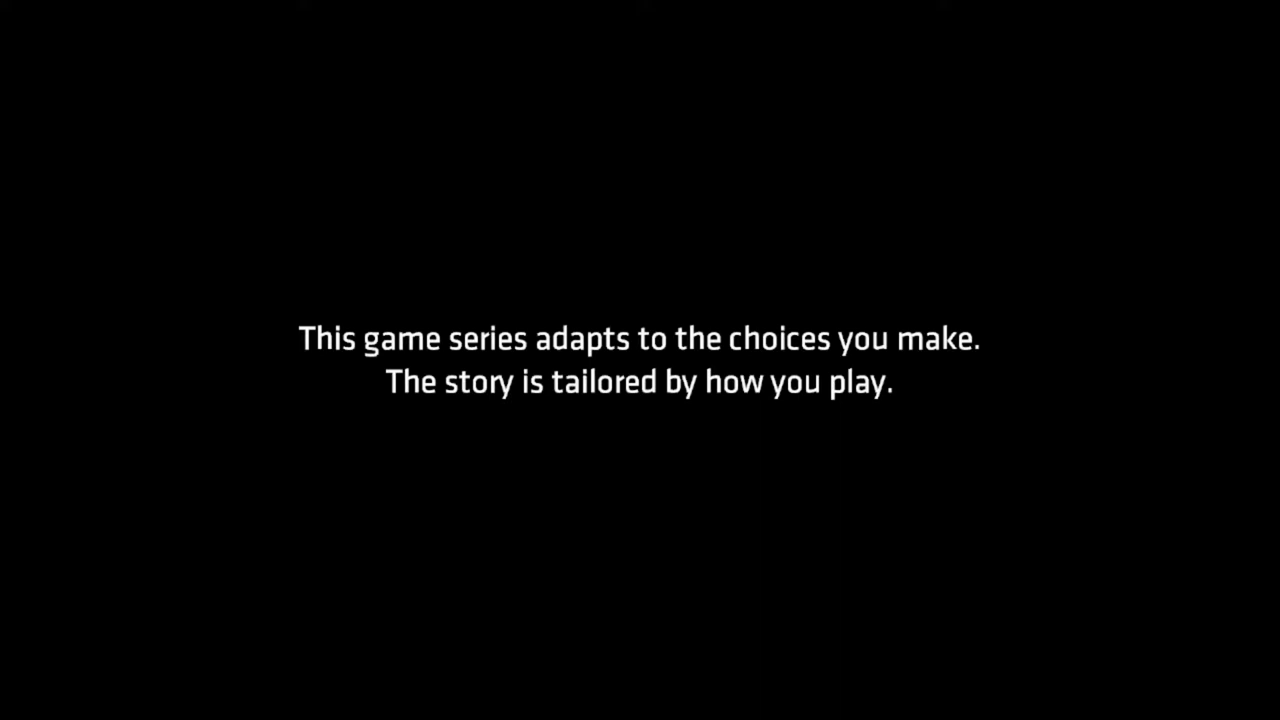 This game series adapts to the choices you make.
The story is tailored by how you play.